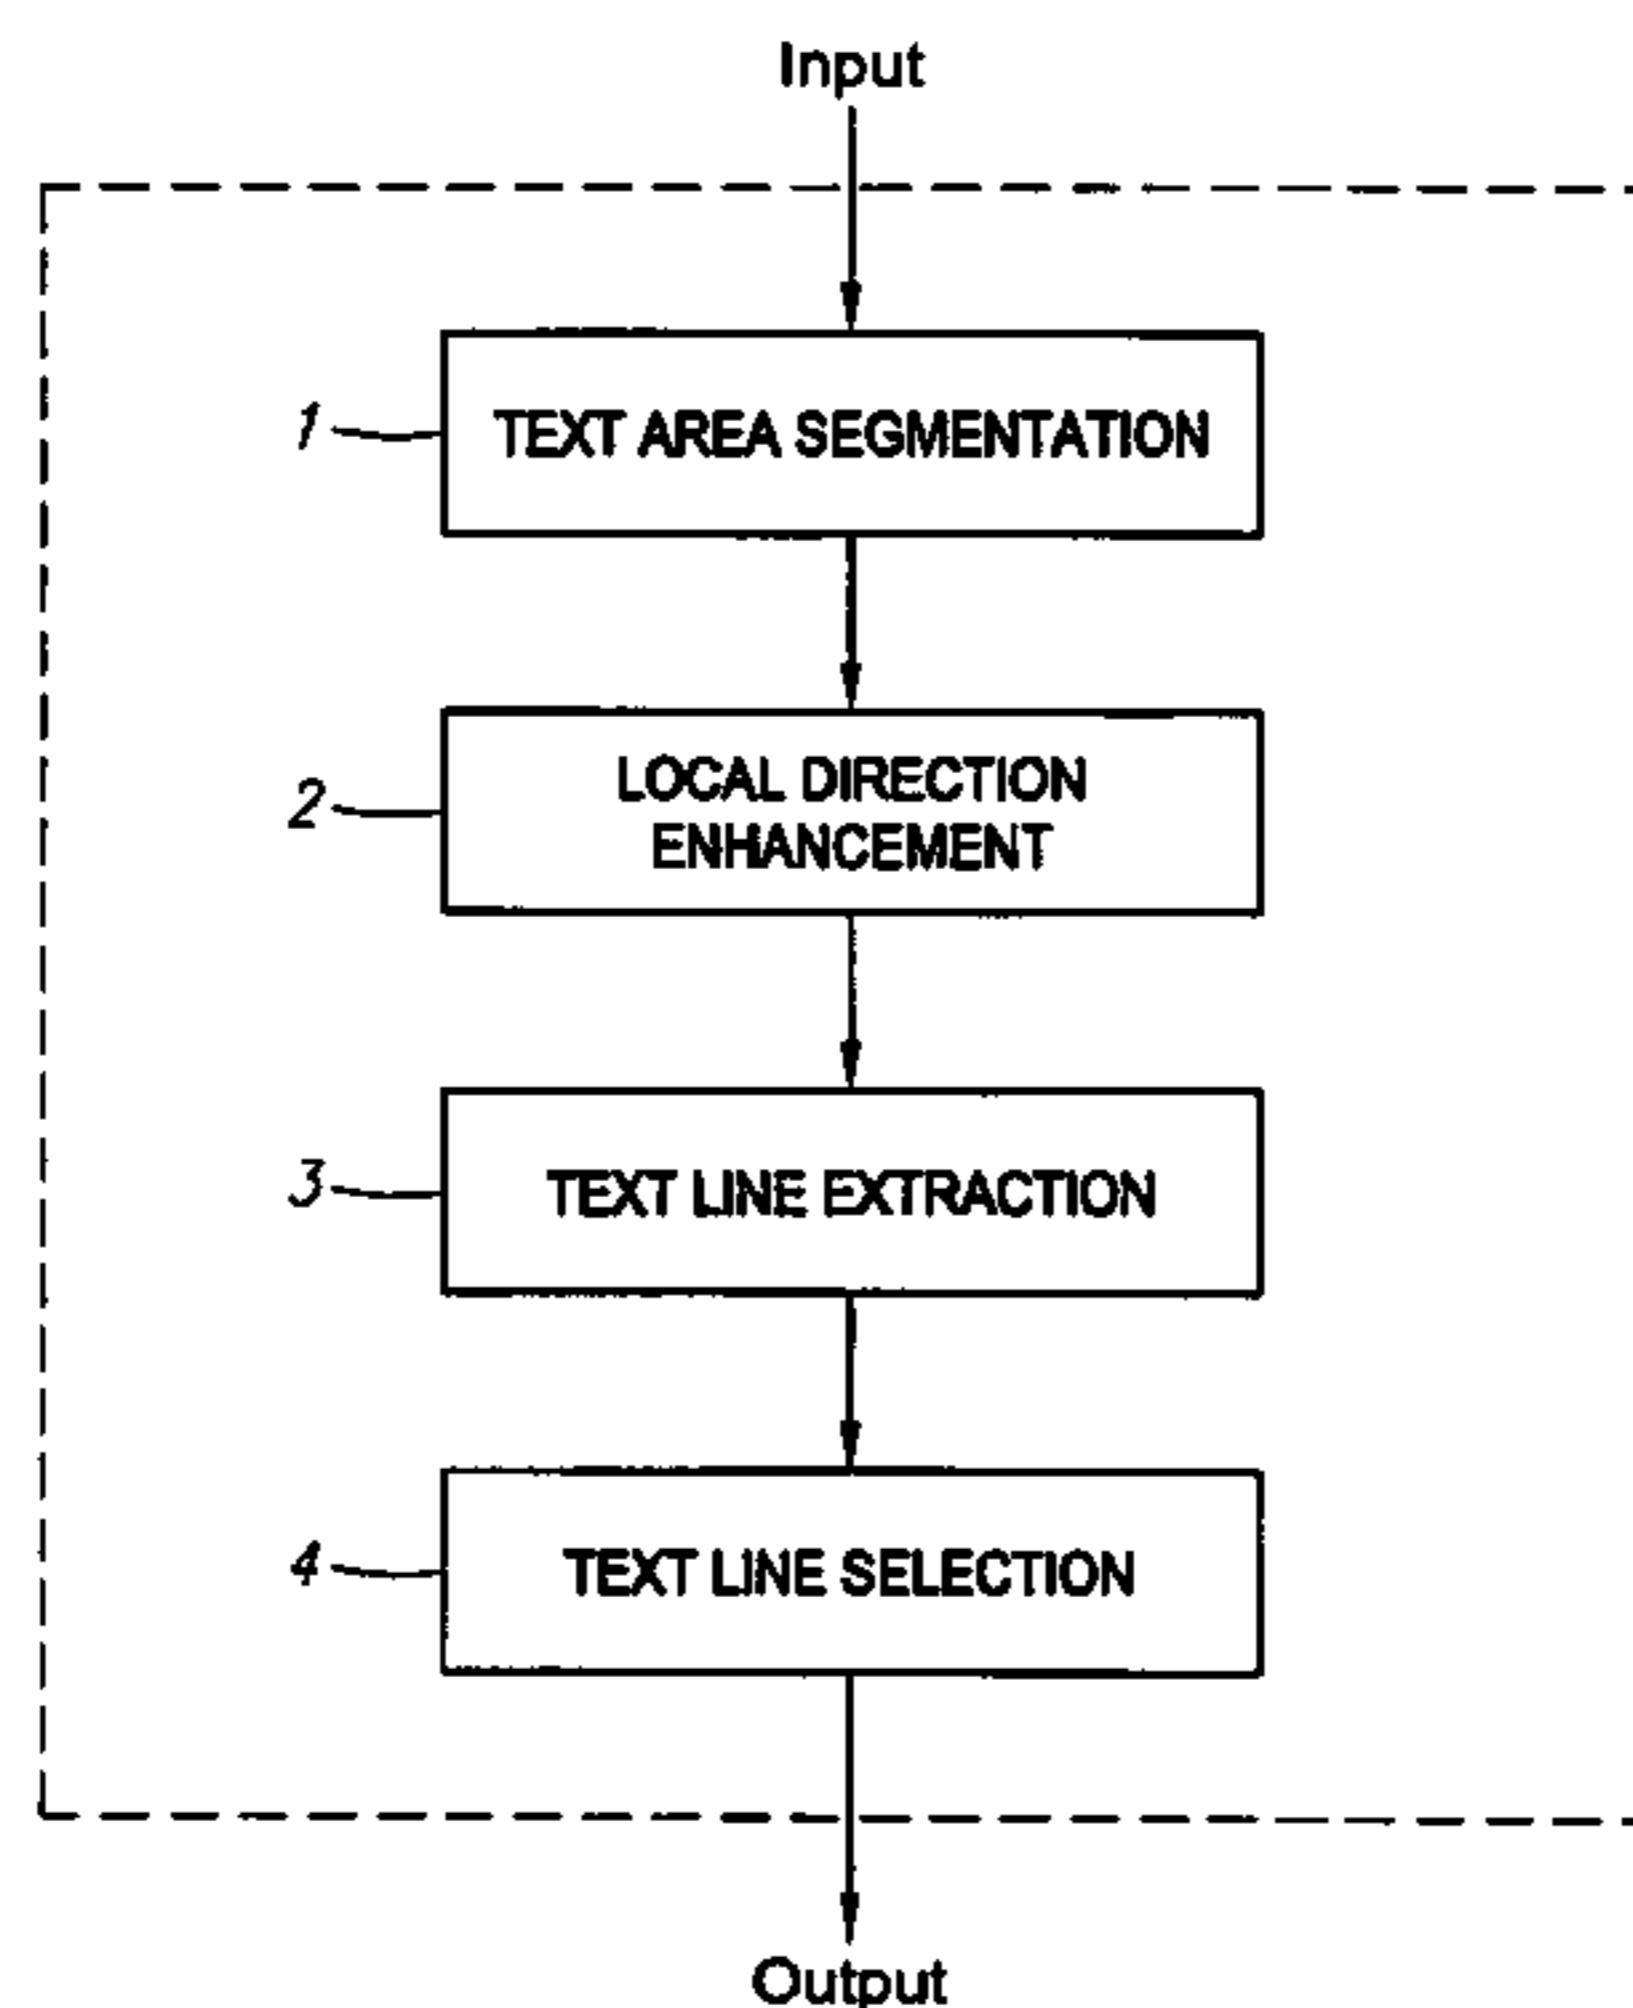 Input
1 TEXT AREA SEGMENTATION
2 LOCAL DIRECTION
ENHANCEMENT
3 TEXT LINE EXTRACTION
4 TEXT LINE SELECTION
Output